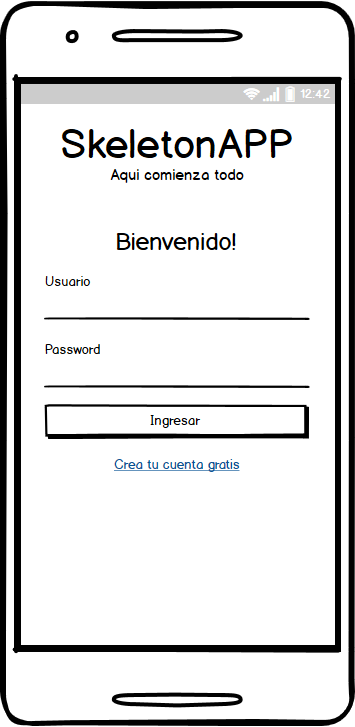 12:42
SkeletonAPP
Aqui comienza todo
Bienvenido!
Usuario
Password
Ingresar
Crea tu cuenta gratis